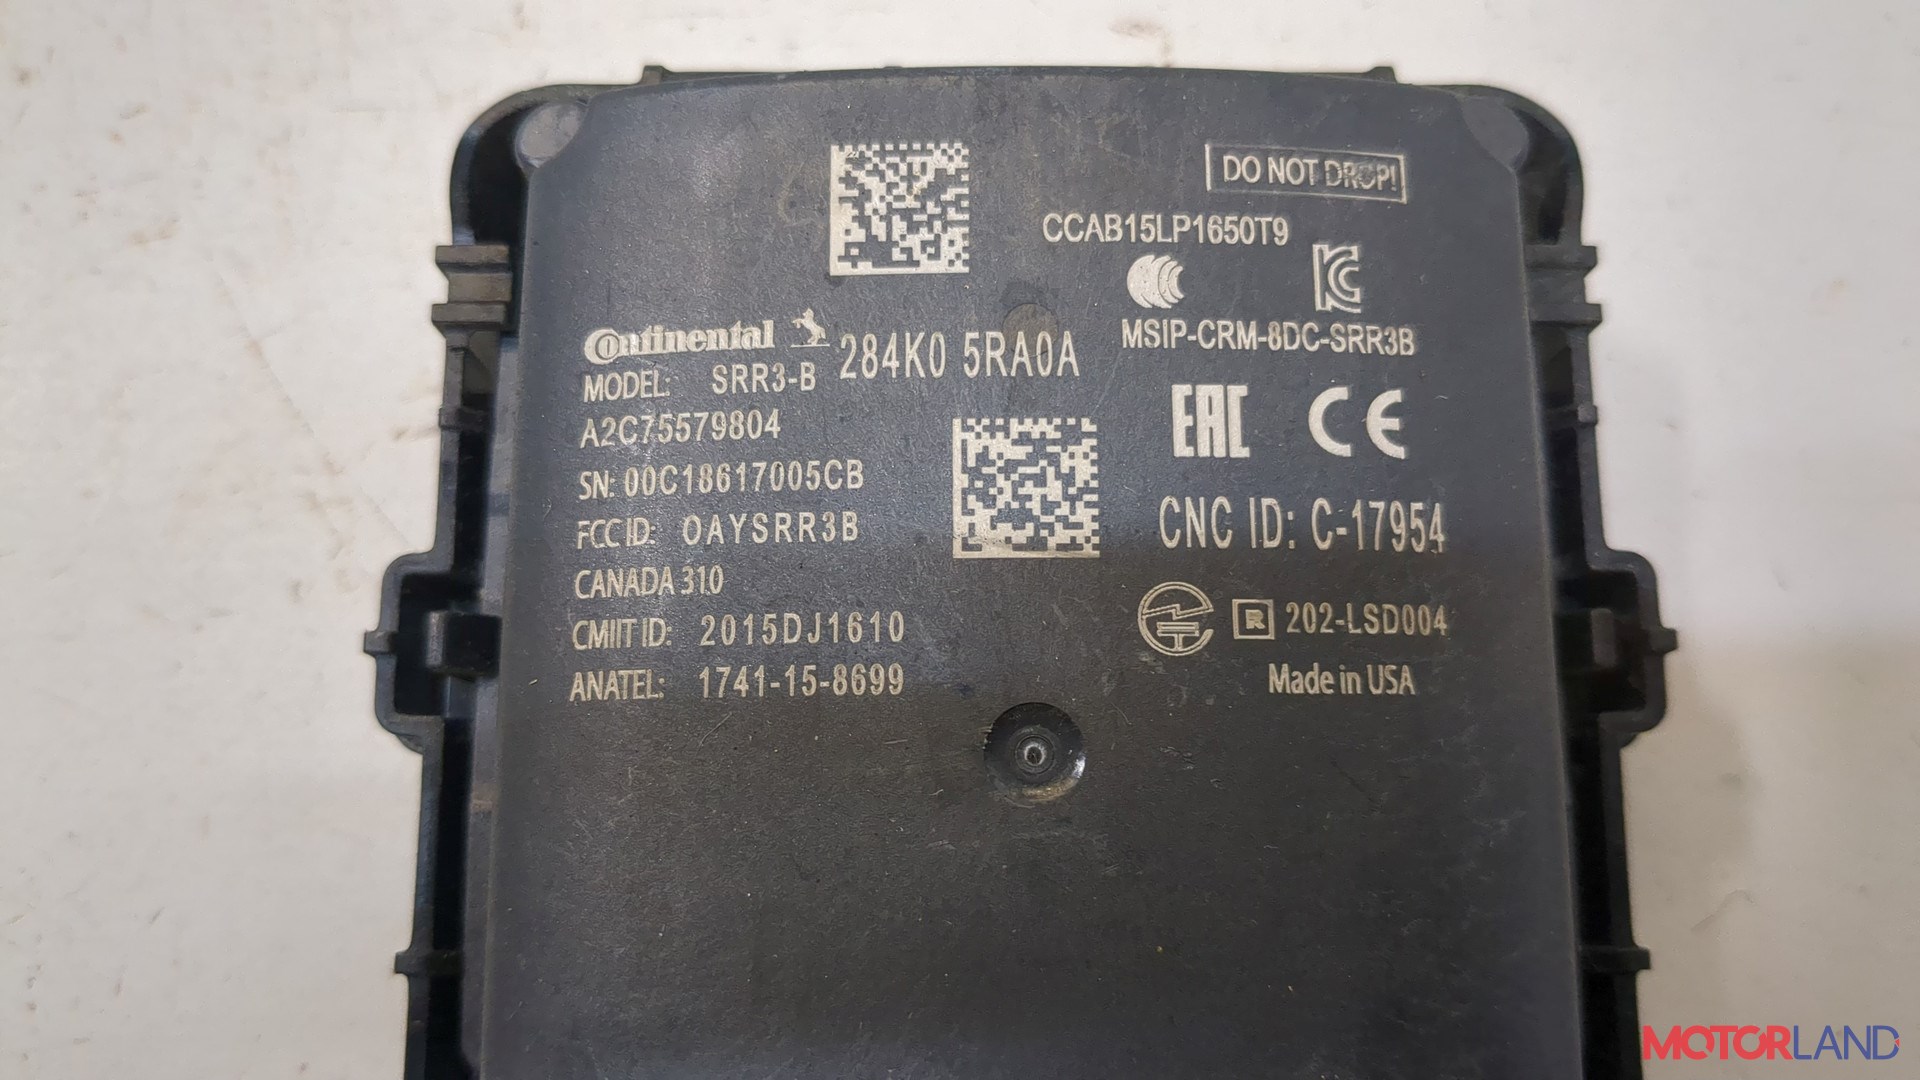 DO NOT DROP!
CCAB15LP1650T9
MSIP-CRM-8DC-SRR3B
Continental
284K0 5RA0A
MODEL: SRR3-B
A2C75579804
SN: 00C18617005CB
FCC ID: OAYSRR3B
CANADA 310
CMIIT ID: 2015DJ1610
ANATEL: 1741-15-8699
EAC CE
CNC ID: C-17954
R 202-LSD004
Made in USA
MOTORLAND